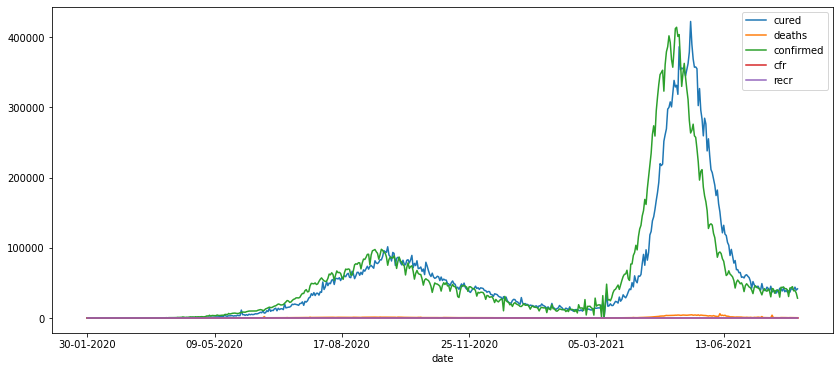 400000
300000
200000
100000
0
30-01-2020 09-05-2020 17-08-2020 25-11-2020 05-03-2021 13-06-2021
date
cured
deaths
confirmed
cfr
recr